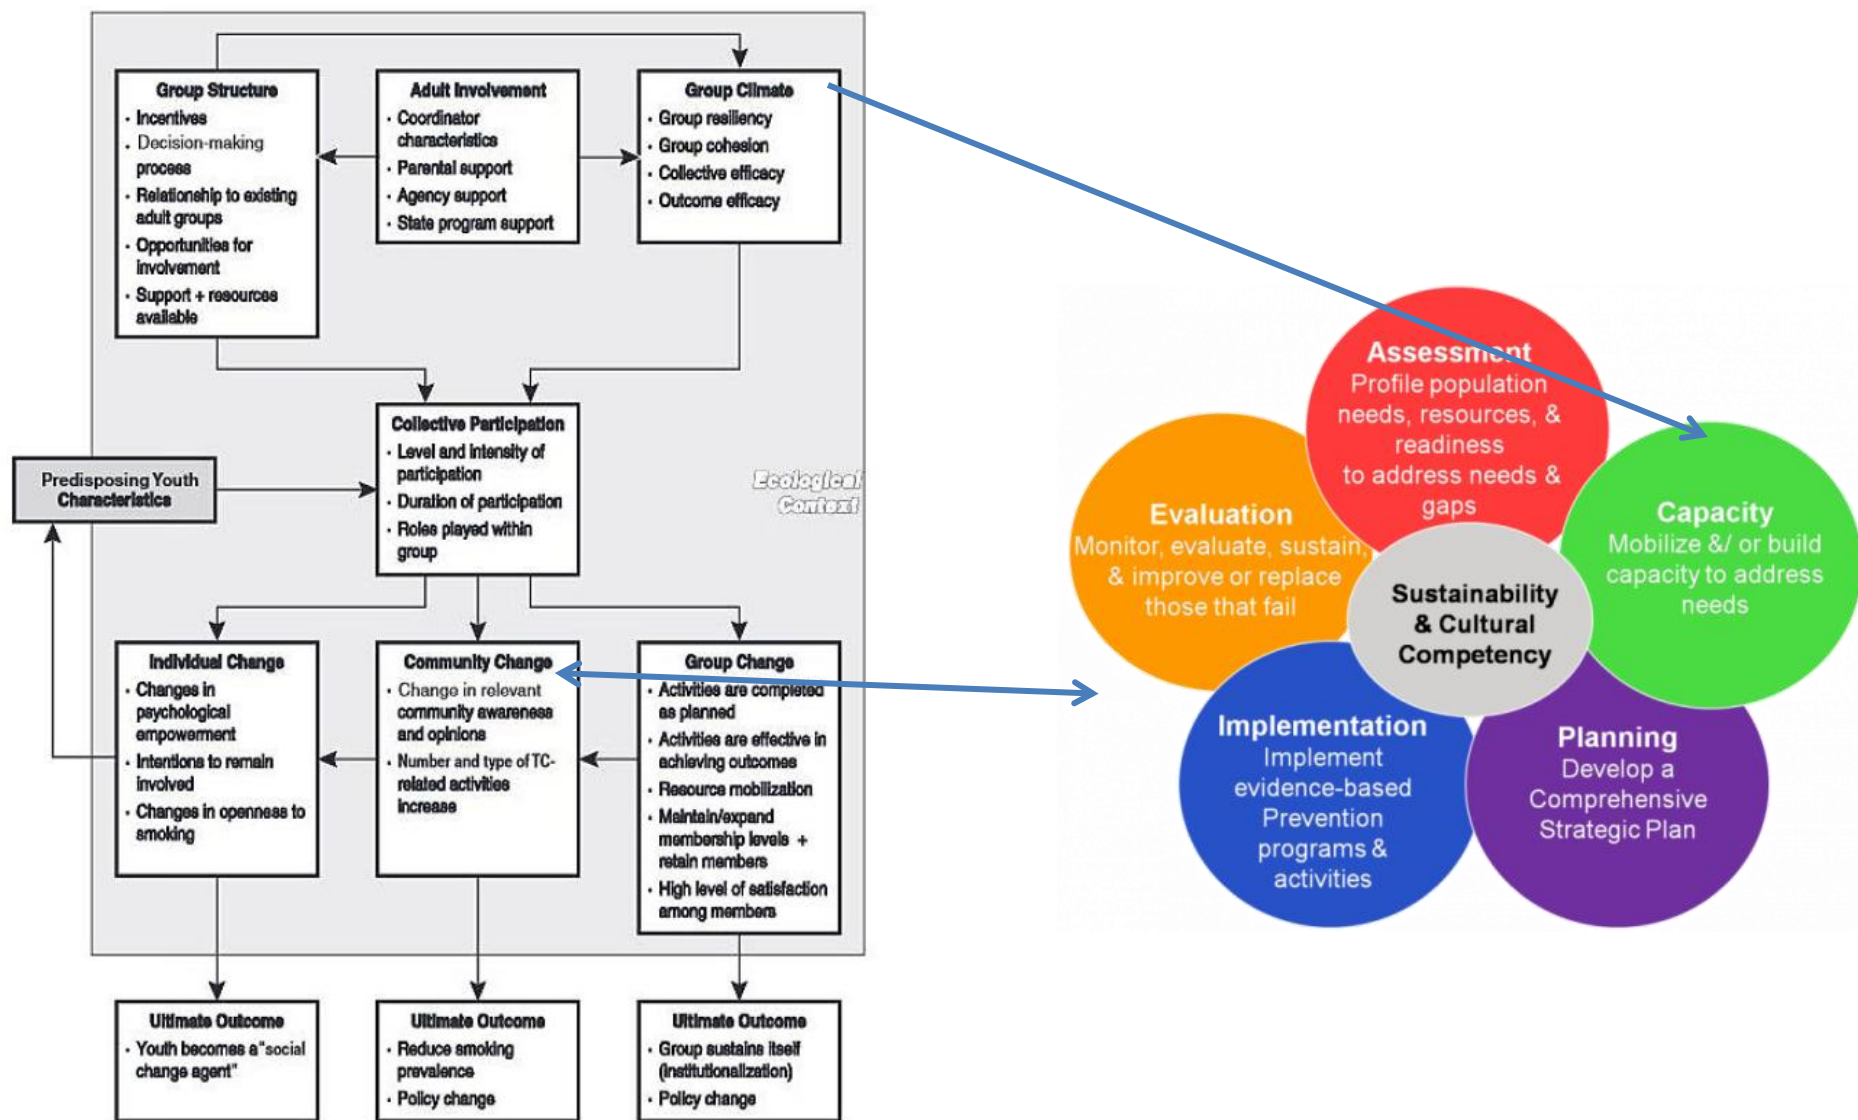 Group Structure
· Incentives
· Decision-making
process
· Relationship to existing
adult groups
· Opportunities for
involvement
· Support + resources
available
Adult Involvement
· Coordinator
characteristics
· Parental support
· Agency support
· State program support
Group Climate
· Group resiliency
· Group cohesion
· Collective efficacy
· Outcome efficacy
Collective Participation
· Level and intensity of
participation
· Duration of participation
· Roles played within
group
Predisposing Youth
Characteristics
Ecological
Context
Individual Change
· Changes in
psychological
empowerment
· Intentions to remain
involved
· Changes in openness to
smoking
Community Change
· Change in relevant
community awareness
and opinions
· Number and type of TC-
related activities
increase
Group Change
· Activities are completed
as planned
· Activities are effective in
achieving outcomes
· Resource mobilization
· Maintain/expand
membership levels +
retain members
· High level of satisfaction
among members
Ultimate Outcome
· Youth becomes a "social
change agent"
Ultimate Outcome
· Reduce smoking
prevalence
· Policy change
Ultimate Outcome
· Group sustains itself
(institutionalization)
· Policy change
Assessment
Profile population
needs, resources, &
readiness
to address needs &
gaps
Capacity
Mobilize &/ or build
capacity to address
needs
Planning
Develop a
Comprehensive
Strategic Plan
Implementation
Implement
evidence-based
Prevention
programs &
activities
Evaluation
Monitor, evaluate, sustain,
& improve or replace
those that fail
Sustainability
& Cultural
Competency